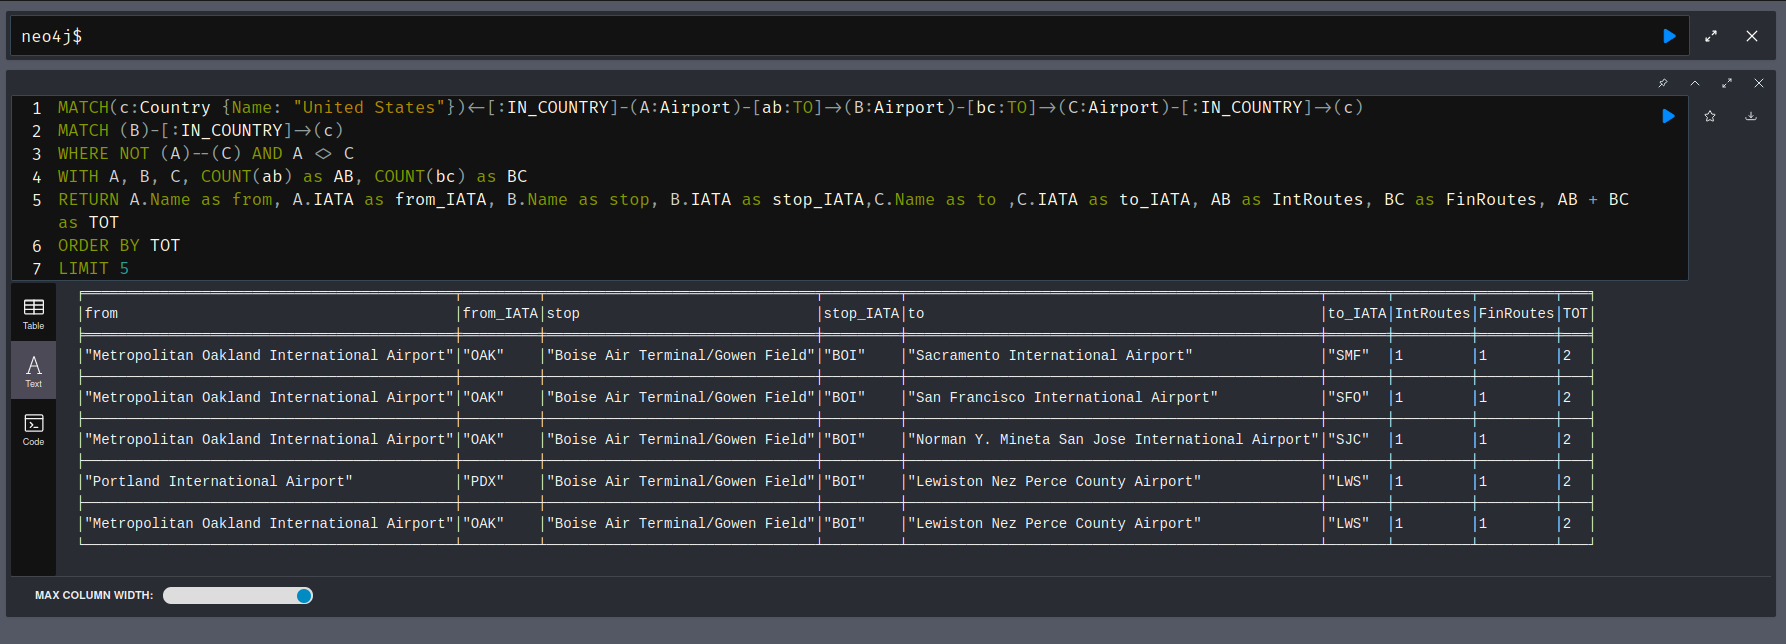 neo4j$
1 MATCH(c:Country {Name: "United States"})<-[:IN_COUNTRY]-(A:Airport)-[ab:TO]->(B:Airport)-[bc:TO]->(C:Airport)-[:IN_COUNTRY]->(c)
2 MATCH (B)-[:IN_COUNTRY]->(c)
3 WHERE NOT (A)--(C) AND A <> C
4 WITH A, B, C, COUNT(ab) as AB, COUNT(bc) as BC
5 RETURN A.Name as from, A.IATA as from_IATA, B.Name as stop, B.IATA as stop_IATA,C.Name as to ,C.IATA as to_IATA, AB as IntRoutes, BC as FinRoutes, AB + BC
as TOT
6 ORDER BY TOT
7 LIMIT 5
Table
Text
Code
from from_IATA stop stop_IATA to to_IATA IntRoutes FinRoutes TOT
"Metropolitan Oakland International Airport" "OAK" "Boise Air Terminal/Gowen Field" "BOI" "Sacramento International Airport" "SMF" 1 1 2
"Metropolitan Oakland International Airport" "OAK" "Boise Air Terminal/Gowen Field" "BOI" "San Francisco International Airport" "SFO" 1 1 2
"Metropolitan Oakland International Airport" "OAK" "Boise Air Terminal/Gowen Field" "BOI" "Norman Y. Mineta San Jose International Airport" "SJC" 1 1 2
"Portland International Airport" "PDX" "Boise Air Terminal/Gowen Field" "BOI" "Lewiston Nez Perce County Airport" "LWS" 1 1 2
"Metropolitan Oakland International Airport" "OAK" "Boise Air Terminal/Gowen Field" "BOI" "Lewiston Nez Perce County Airport" "LWS" 1 1 2
MAX COLUMN WIDTH: